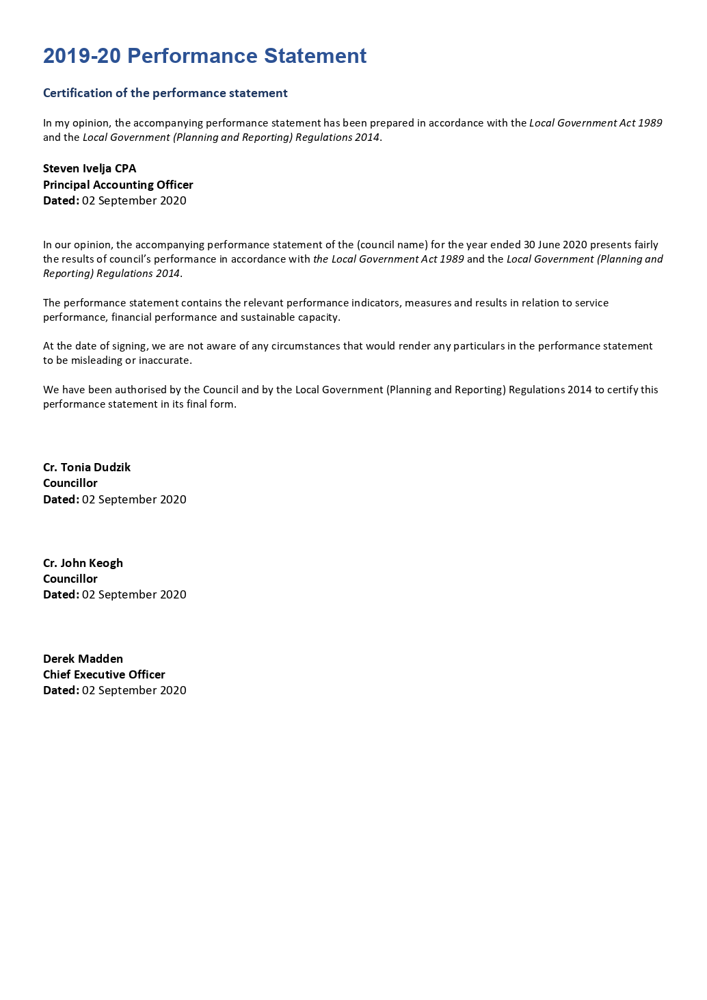 2019-20 Performance Statement
Certification of the performance statement
In my opinion, the accompanying performance statement has been prepared in accordance with the Local Government Act 1989
and the Local Government (Planning and Reporting) Regulations 2014.
Steven Ivelja CPA
Principal Accounting Officer
Dated: 02 September 2020
In our opinion, the accompanying performance statement of the (council name) for the year ended 30 June 2020 presents fairly
the results of council’s performance in accordance with the Local Government Act 1989 and the Local Government (Planning and
Reporting) Regulations 2014.
The performance statement contains the relevant performance indicators, measures and results in relation to service
performance, financial performance and sustainable capacity.
At the date of signing, we are not aware of any circumstances that would render any particulars in the performance statement
to be misleading or inaccurate.
We have been authorised by the Council and by the Local Government (Planning and Reporting) Regulations 2014 to certify this
performance statement in its final form.
Cr. Tonia Dudzik
Councillor
Dated: 02 September 2020
Cr. John Keogh
Councillor
Dated: 02 September 2020
Derek Madden
Chief Executive Officer
Dated: 02 September 2020